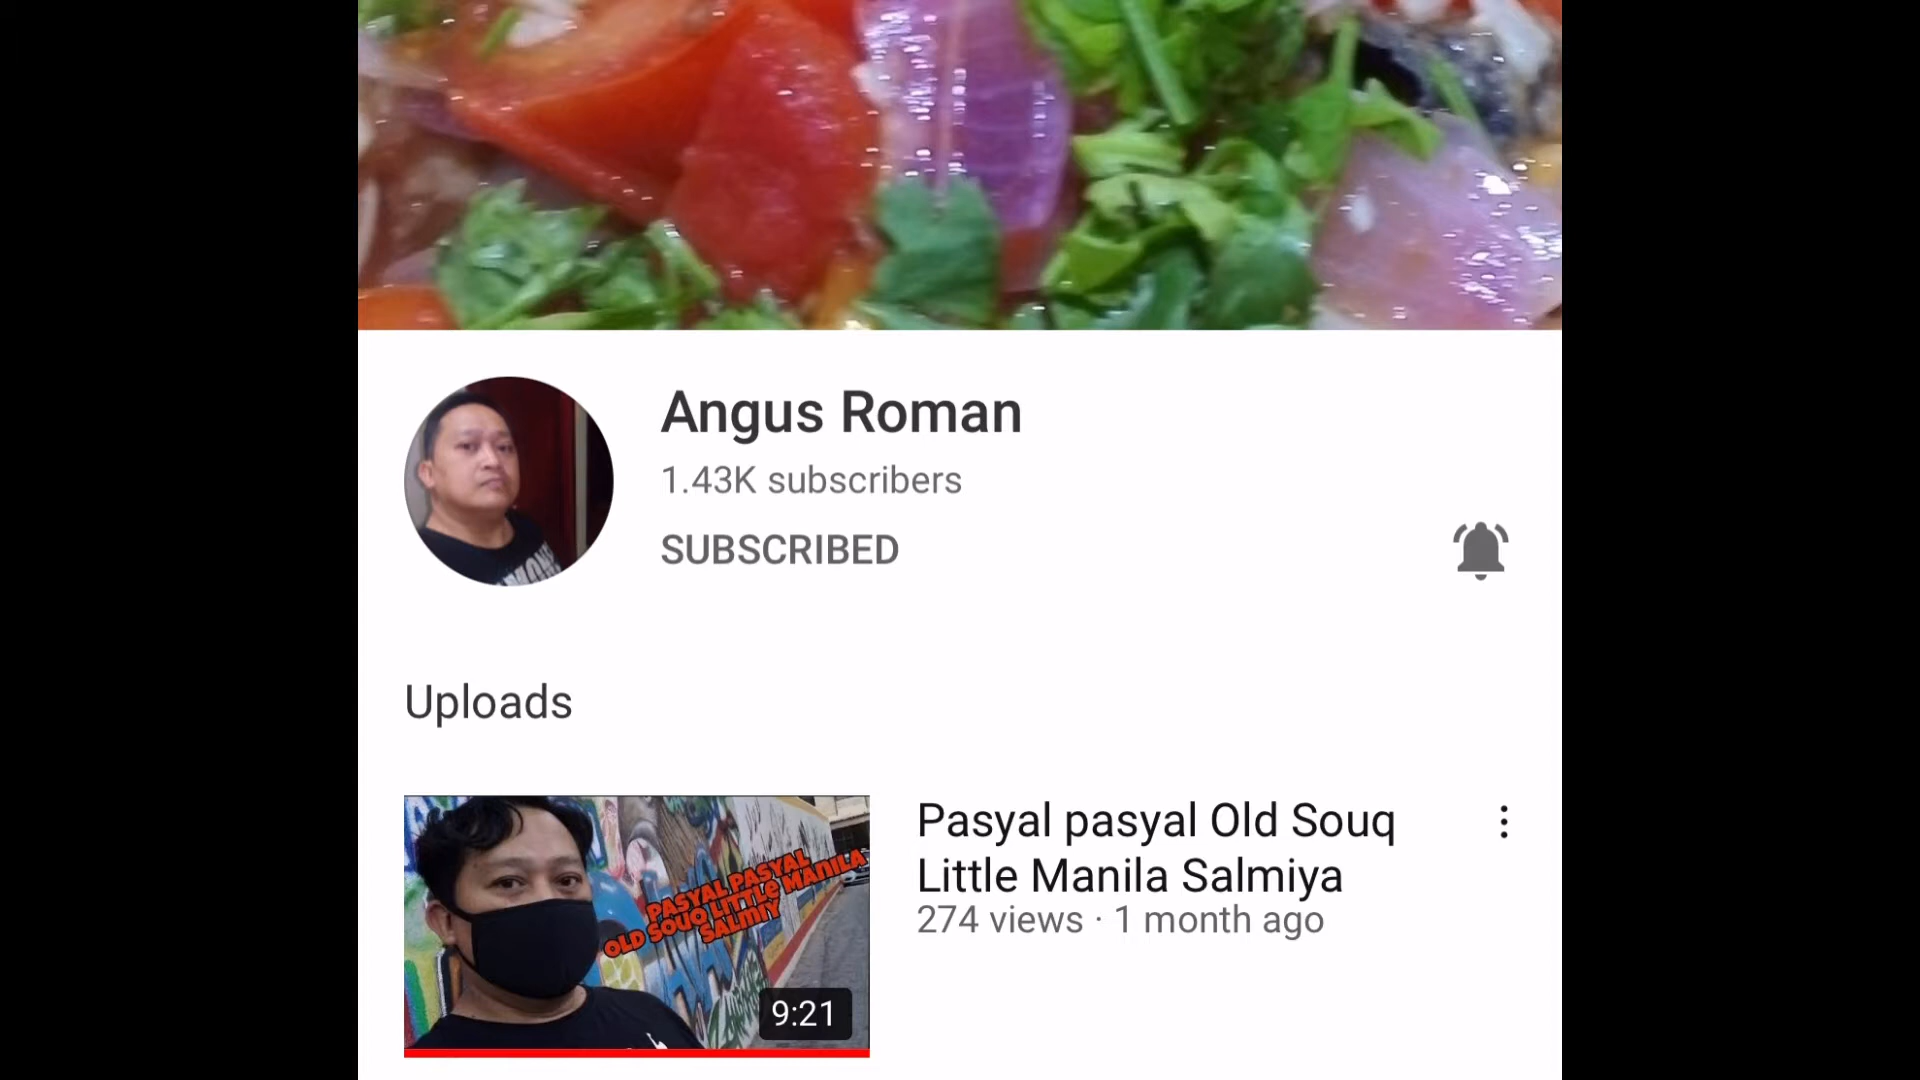 Angus Roman
1.43K subscribers
SUBSCRIBED
Uploads
Pasyal pasyal Old Souq
Little Manila Salmiya
274 views · 1 month ago
PASYAL PASYAL
OLD SOUQ LITTLE MANILA
SALMIY
9:21